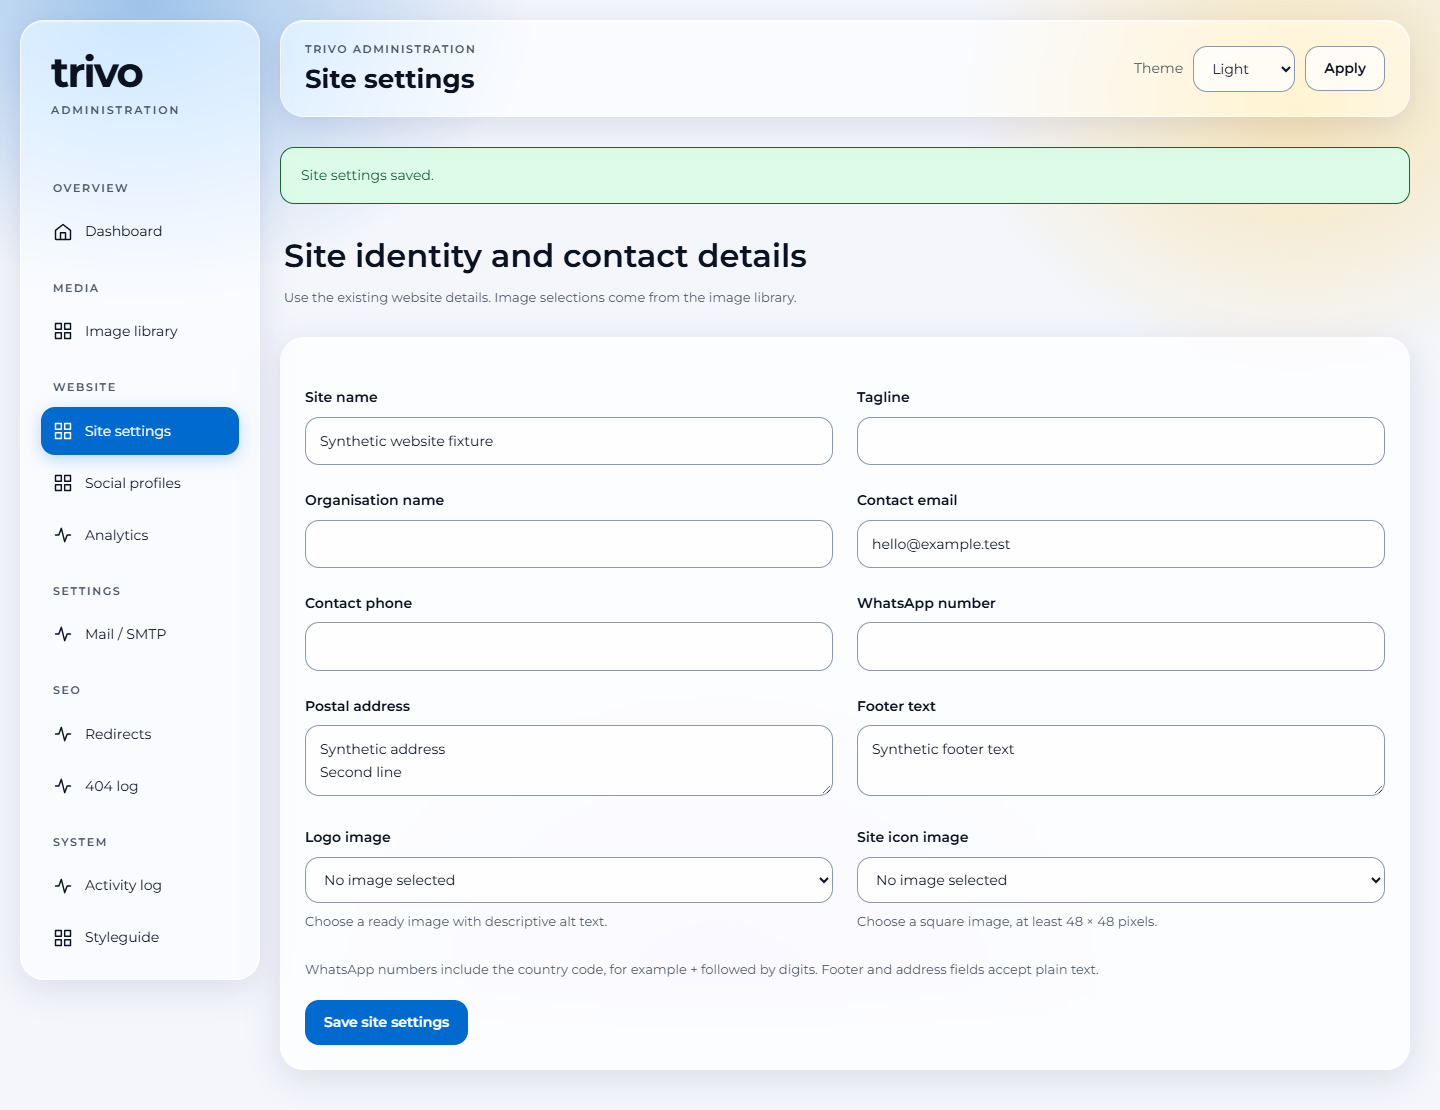 trivo
ADMINISTRATION
OVERVIEW
Dashboard
MEDIA
Image library
WEBSITE
Site settings
Social profiles
Analytics
SETTINGS
Mail / SMTP
SEO
Redirects
404 log
SYSTEM
Activity log
Styleguide
TRIVO ADMINISTRATION
Site settings
Theme
Light
Apply
Site settings saved.
Site identity and contact details
Use the existing website details. Image selections come from the image library.
Site name
Synthetic website fixture
Tagline
Organisation name
Contact email
hello@example.test
Contact phone
WhatsApp number
Postal address
Synthetic address
Second line
Footer text
Synthetic footer text
Logo image
No image selected
Choose a ready image with descriptive alt text.
Site icon image
No image selected
Choose a square image, at least 48 × 48 pixels.
WhatsApp numbers include the country code, for example + followed by digits. Footer and address fields accept plain text.
Save site settings